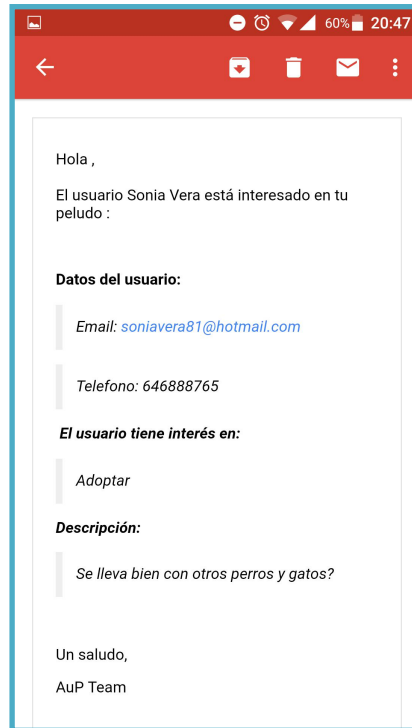 60% 20:47
Hola ,
El usuario Sonia Vera está interesado en tu
peludo :
Datos del usuario:
Email: soniavera81@hotmail.com
Telefono: 646888765
El usuario tiene interés en:
Adoptar
Descripción:
Se lleva bien con otros perros y gatos?
Un saludo,
AuP Team